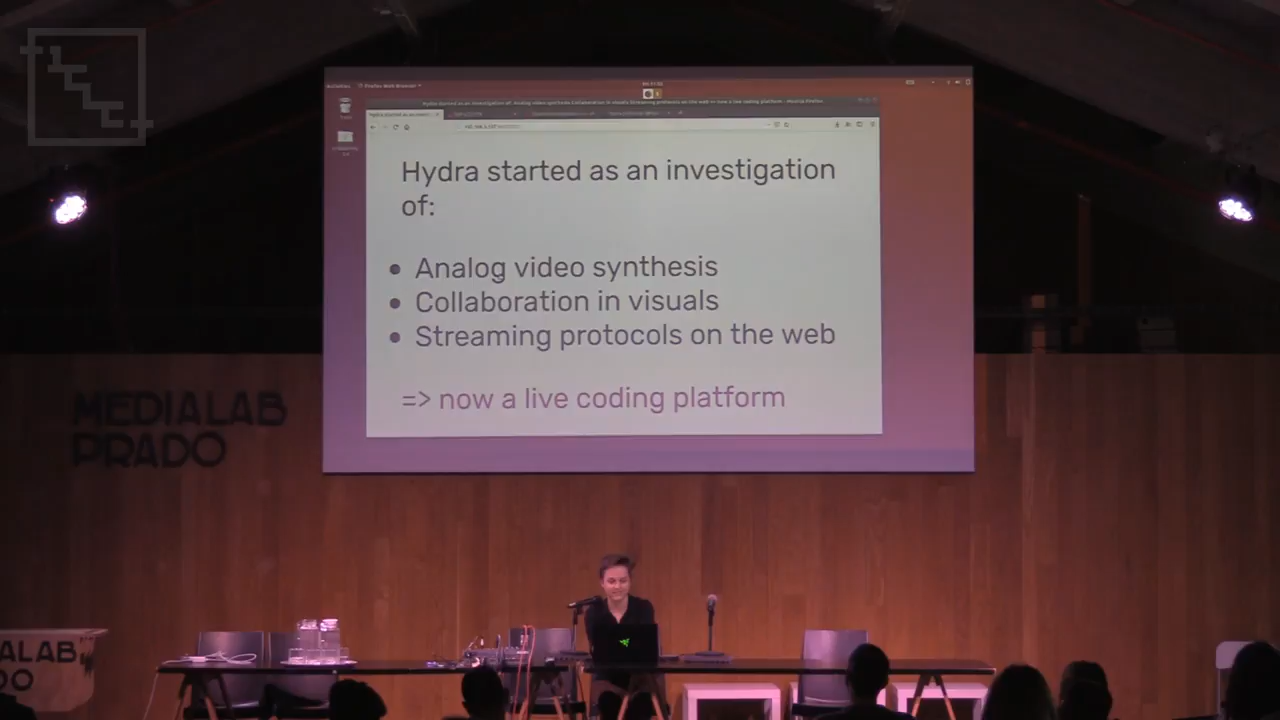 Hydra started as an investigation
of:
• Analog video synthesis
• Collaboration in visuals
• Streaming protocols on the web
=> now a live coding platform
MEDIALAB
PRADO
ALAB
DO